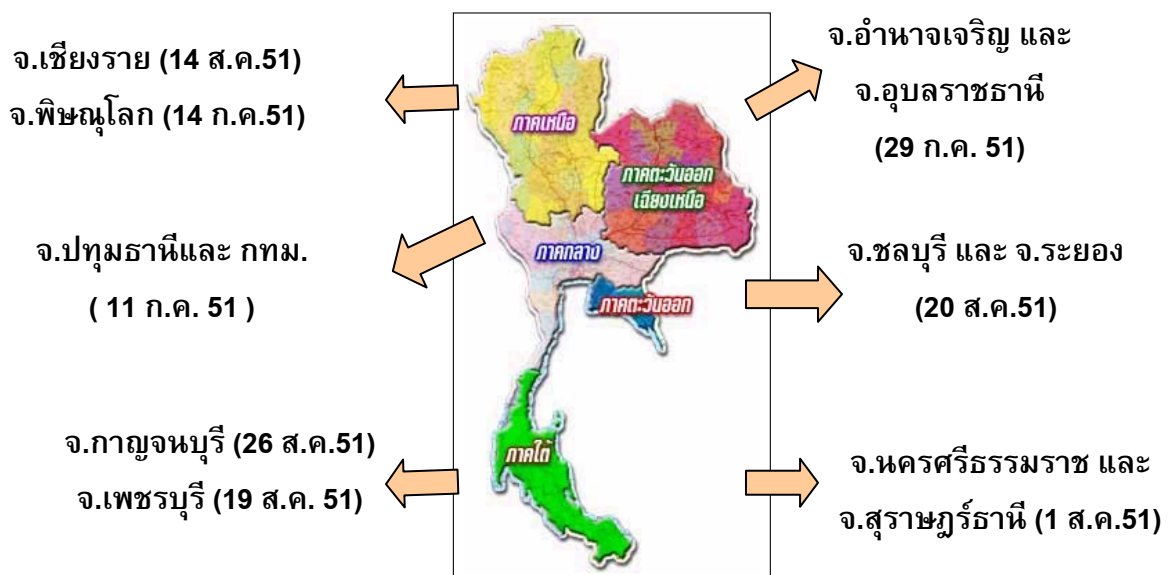 จ.เชียงราย (14 ส.ค.51)
จ.พิษณุโลก (14 ก.ค.51)
จ.อำนาจเจริญ และ
จ.อุบลราชธานี
(29 ก.ค. 51)
ภาคเหนือ
ภาคตะวันออก
เฉียงเหนือ
จ.ปทุมธานีและ กทม.
( 11 ก.ค. 51 )
ภาคกลาง
ภาคตะวันออก
จ.ชลบุรี และ จ.ระยอง
(20 ส.ค.51)
จ.กาญจนบุรี (26 ส.ค.51)
จ.เพชรบุรี (19 ส.ค. 51)
ภาคใต้
จ.นครศรีธรรมราช และ
จ.สุราษฎร์ธานี (1 ส.ค.51)